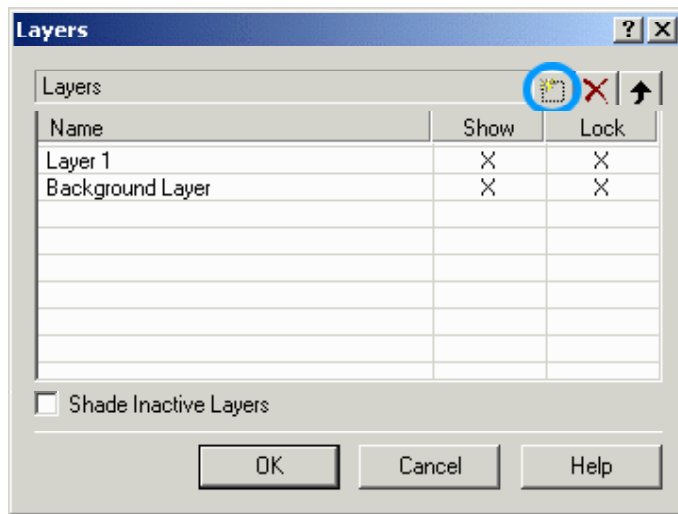 Layers
Layers
Name Show Lock
Layer 1 X X
Background Layer X X
Shade Inactive Layers
OK Cancel Help